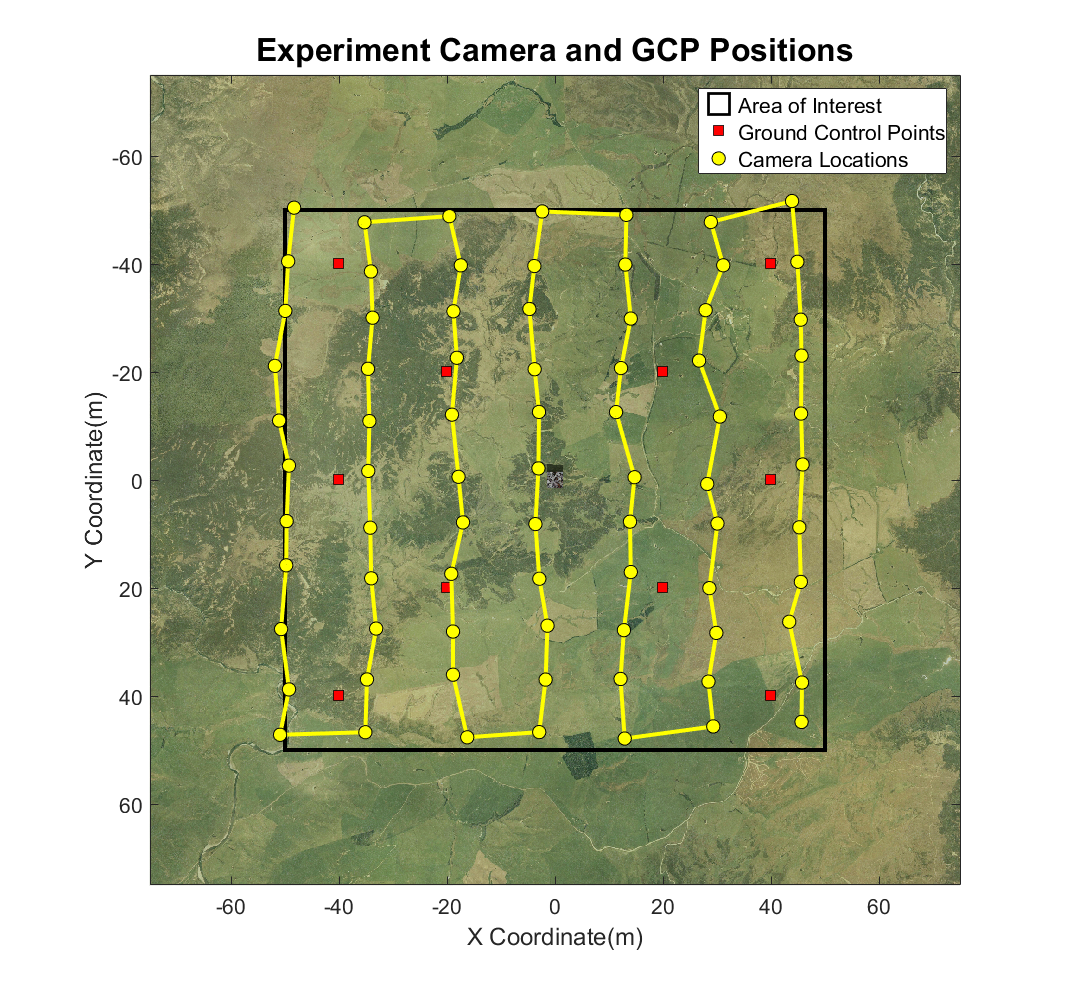 Experiment Camera and GCP Positions
Area of Interest
Ground Control Points
Camera Locations
-60
-40
-20
0
20
40
60
Y Coordinate(m)
-60 -40 -20 0 20 40 60
X Coordinate(m)